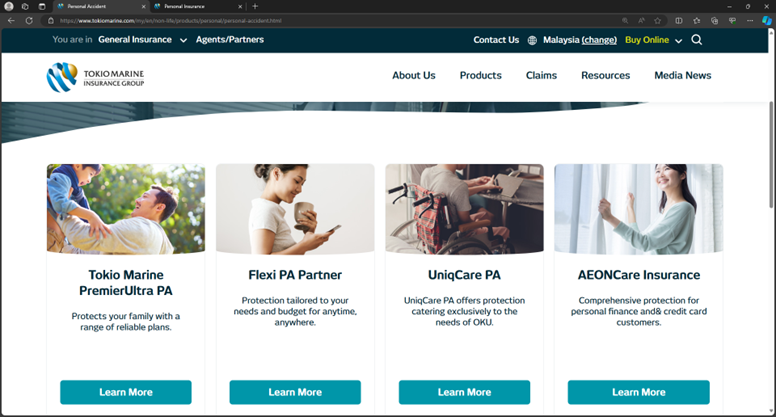 Personal Accident
Personal Insurance
https://www.tokiomarine.com/my/en/non-life/products/personal/personal-accident.html
You are in General Insurance Agents/Partners
Contact Us Malaysia (change) Buy Online
TOKIO MARINE
INSURANCE GROUP
About Us Products Claims Resources Media News
Tokio Marine
PremierUltra PA
Protects your family with a
range of reliable plans.
Learn More
Flexi PA Partner
Protection tailored to your
needs and budget for anytime,
anywhere.
Learn More
UniqCare PA
UniqCare PA offers protection
catering exclusively to the
needs of OKU.
Learn More
AEONCare Insurance
Comprehensive protection for
personal finance and& credit card
customers.
Learn More